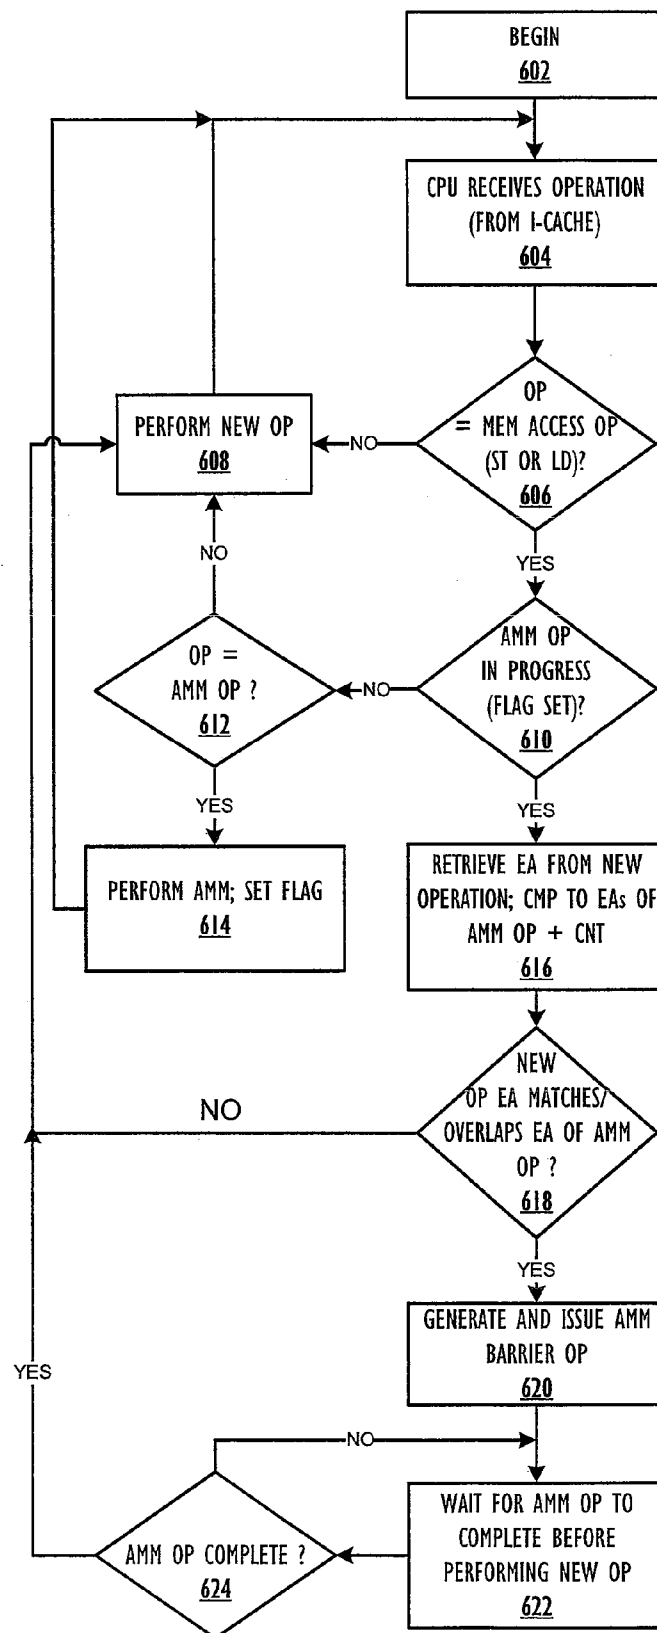 BEGIN
602
CPU RECEIVES OPERATION
(FROM I-CACHE)
604
OP
= MEM ACCESS OP
(ST OR LD)?
606
NO
PERFORM NEW OP
608
YES
NO
AMM OP
IN PROGRESS
(FLAG SET)?
610
NO
OP =
AMM OP ?
612
YES
YES
PERFORM AMM; SET FLAG
614
RETRIEVE EA FROM NEW
OPERATION; CMP TO EAs OF
AMM OP + CNT
616
NEW
OP EA MATCHES/
OVERLAPS EA OF AMM
OP ?
618
NO
YES
GENERATE AND ISSUE AMM
BARRIER OP
620
YES
NO
WAIT FOR AMM OP TO
COMPLETE BEFORE
PERFORMING NEW OP
622
AMM OP COMPLETE ?
624